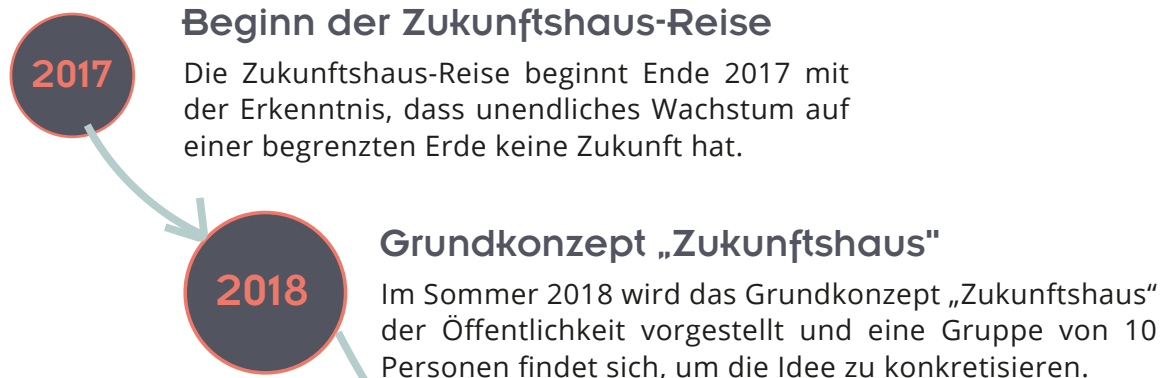 Beginn der Zukunftshaus-Reise
2017
Die Zukunftshaus-Reise beginnt Ende 2017 mit
der Erkenntnis, dass unendliches Wachstum auf
einer begrenzten Erde keine Zukunft hat.
Grundkonzept „Zukunftshaus"
2018
Im Sommer 2018 wird das Grundkonzept „Zukunftshaus“
der Öffentlichkeit vorgestellt und eine Gruppe von 10
Personen findet sich, um die Idee zu konkretisieren.